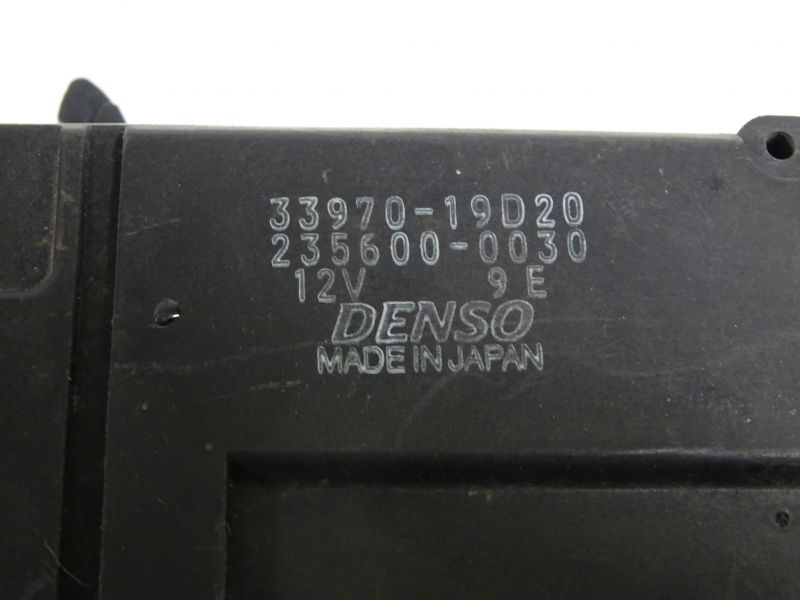 33970-19D20
235600-0030
12V 9E
DENSO
MADE IN JAPAN